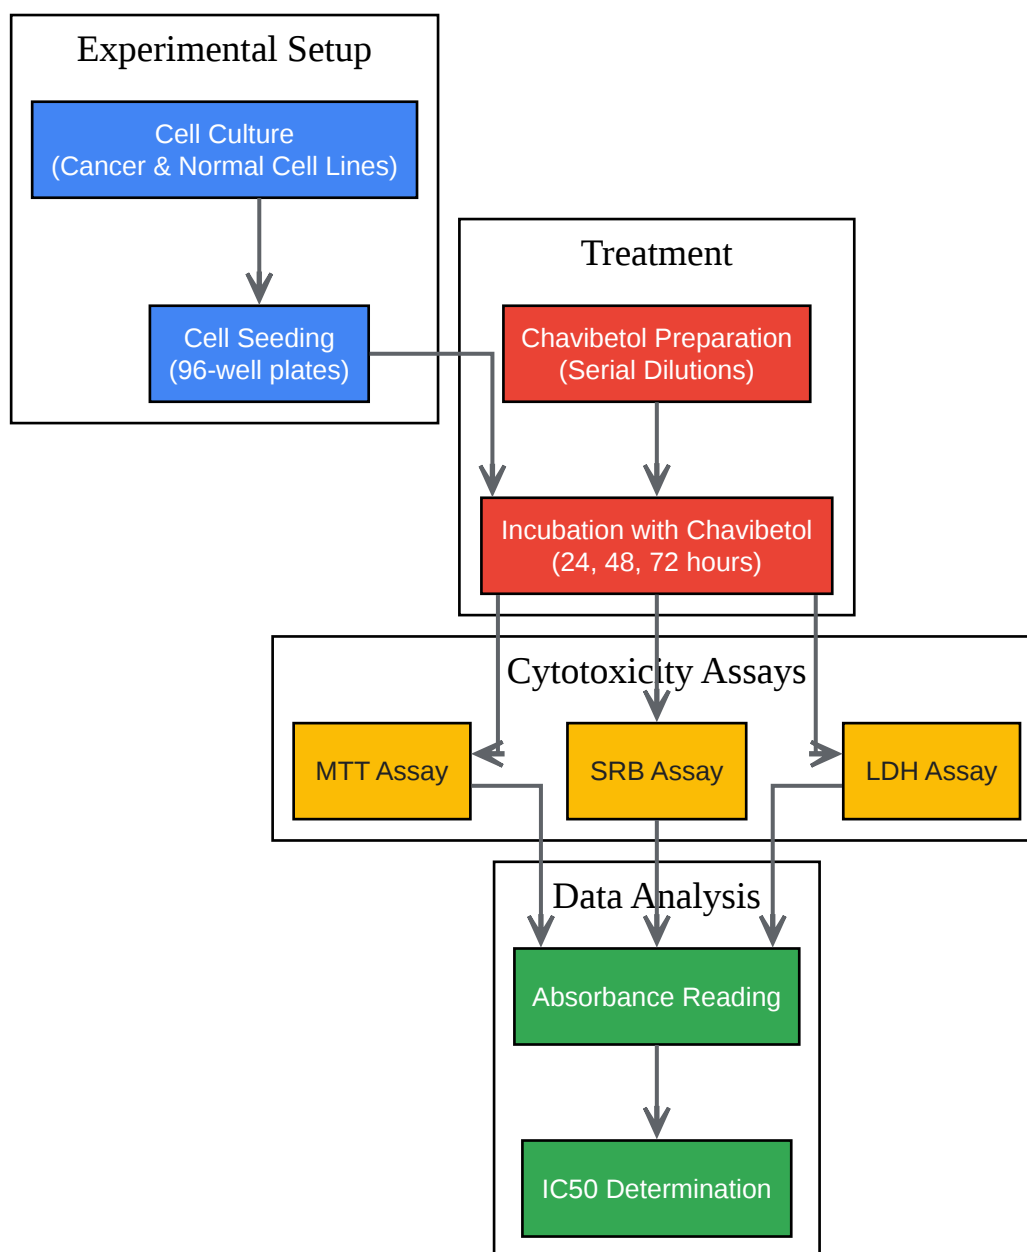 Experimental Setup
Cell Culture
(Cancer & Normal Cell Lines)
Cell Seeding
(96-well plates)
Treatment
Chavibetol Preparation
(Serial Dilutions)
Incubation with Chavibetol
(24, 48, 72 hours)
Cytotoxicity Assays
MTT Assay
SRB Assay
LDH Assay
Data Analysis
Absorbance Reading
IC50 Determination